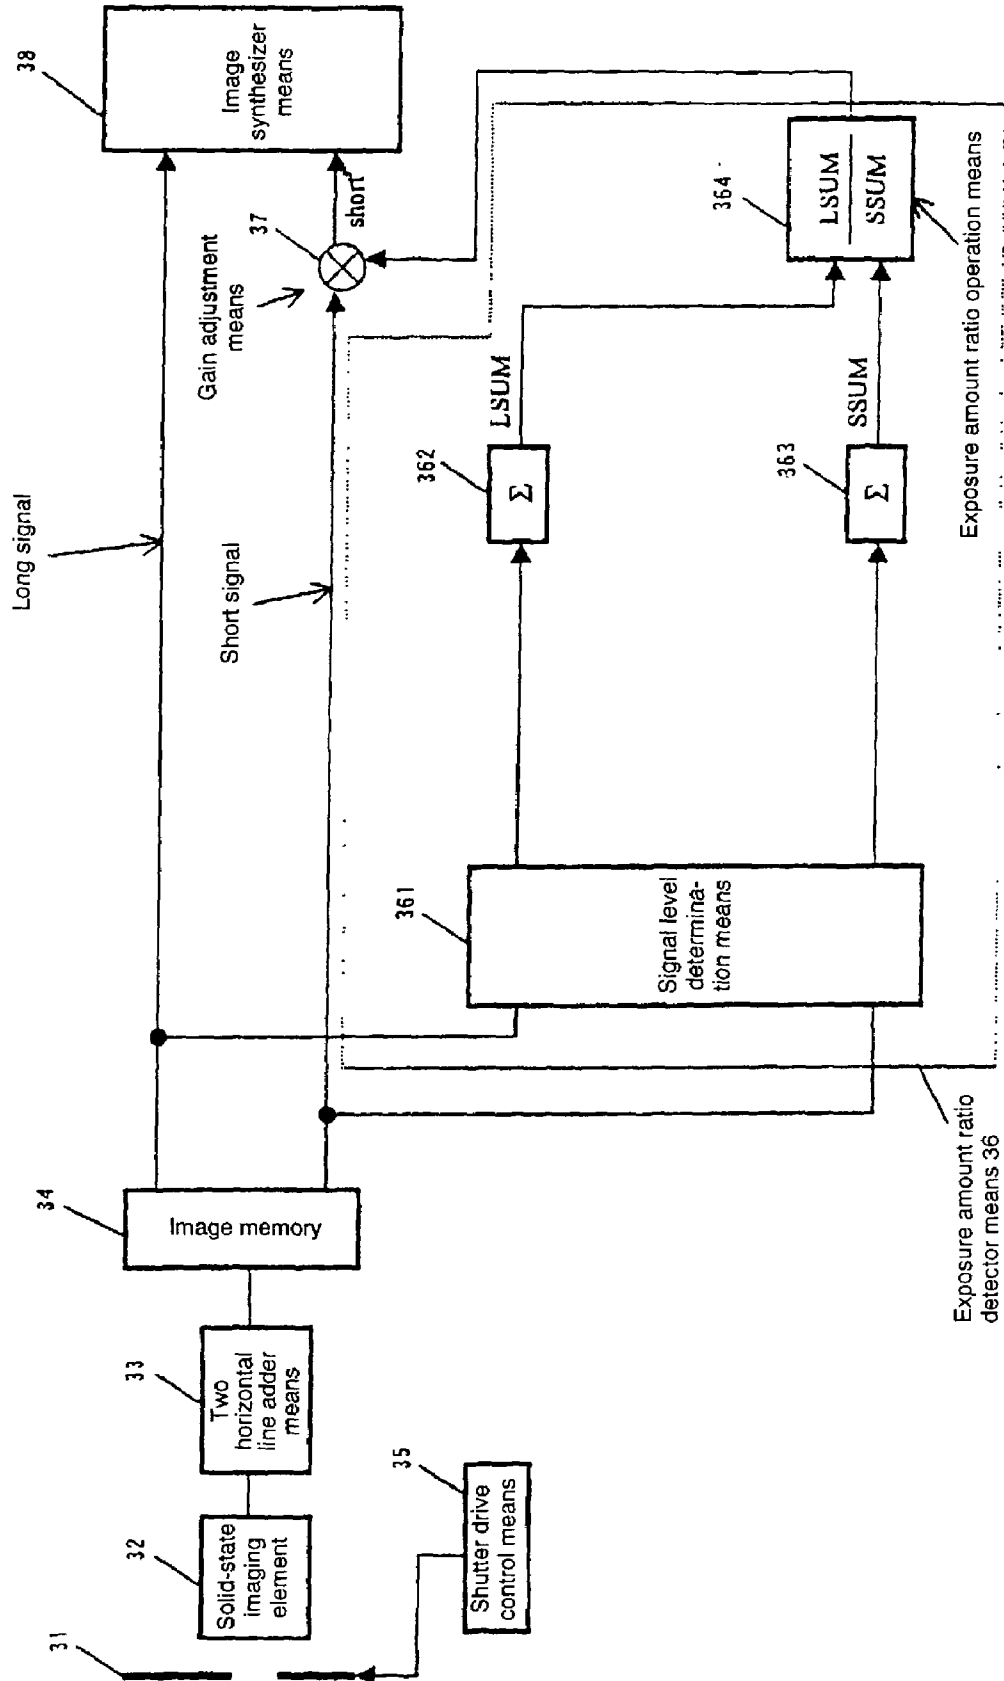 31
32
Solid-state
imaging
element
33
Two
horizontal
line adder
means
34
Image memory
35
Shutter drive
control means
Long signal
Short signal
Gain adjustment
means
37
short
38
Image
synthesizer
means
361
Signal level
determina-
tion means
362
Σ
LSUM
363
Σ
SSUM
364
LSUM
SSUM
Exposure amount ratio operation means
Exposure amount ratio
detector means 36